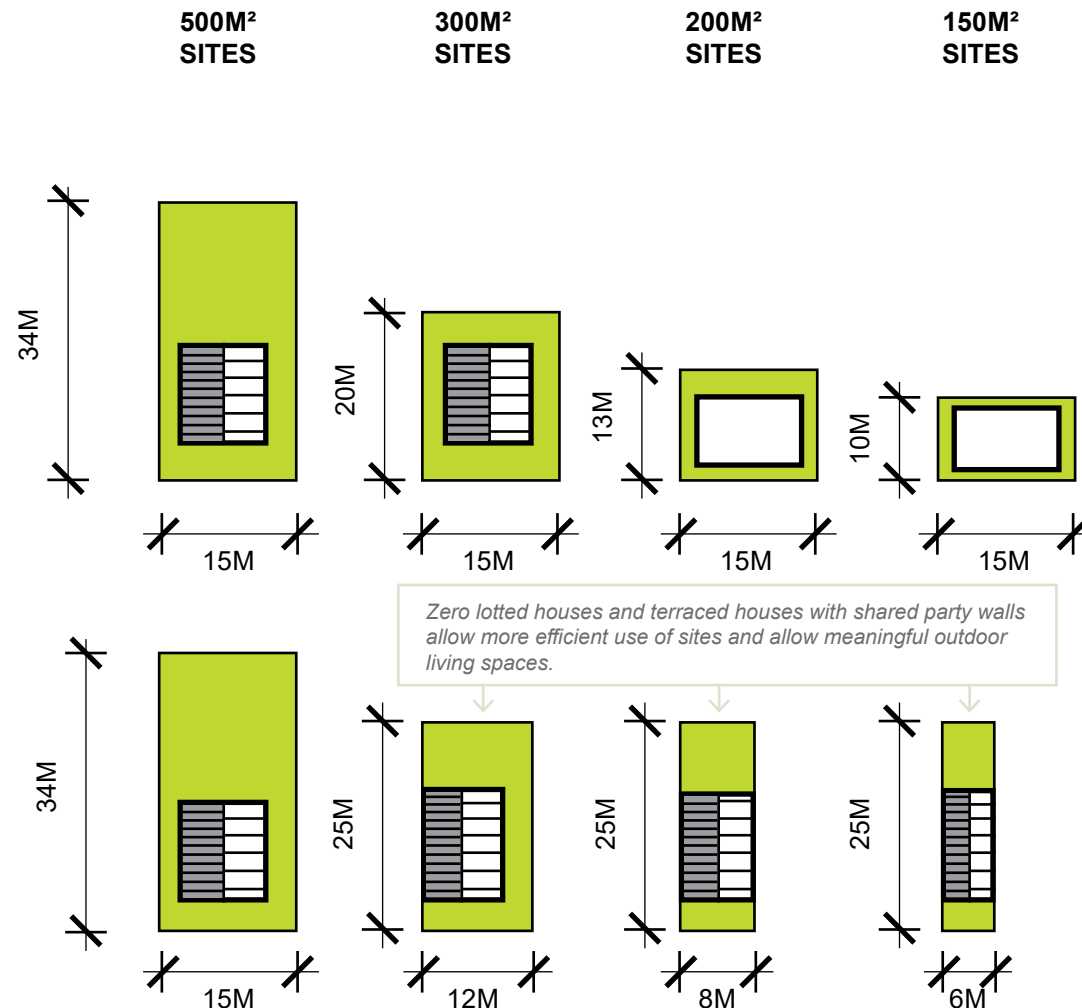 500M²
SITES
300M²
SITES
200M²
SITES
150M²
SITES
34M
15M
20M
15M
13M
15M
10M
15M
Zero lotted houses and terraced houses with shared party walls
allow more efficient use of sites and allow meaningful outdoor
living spaces.
34M
15M
25M
12M
25M
8M
25M
6M